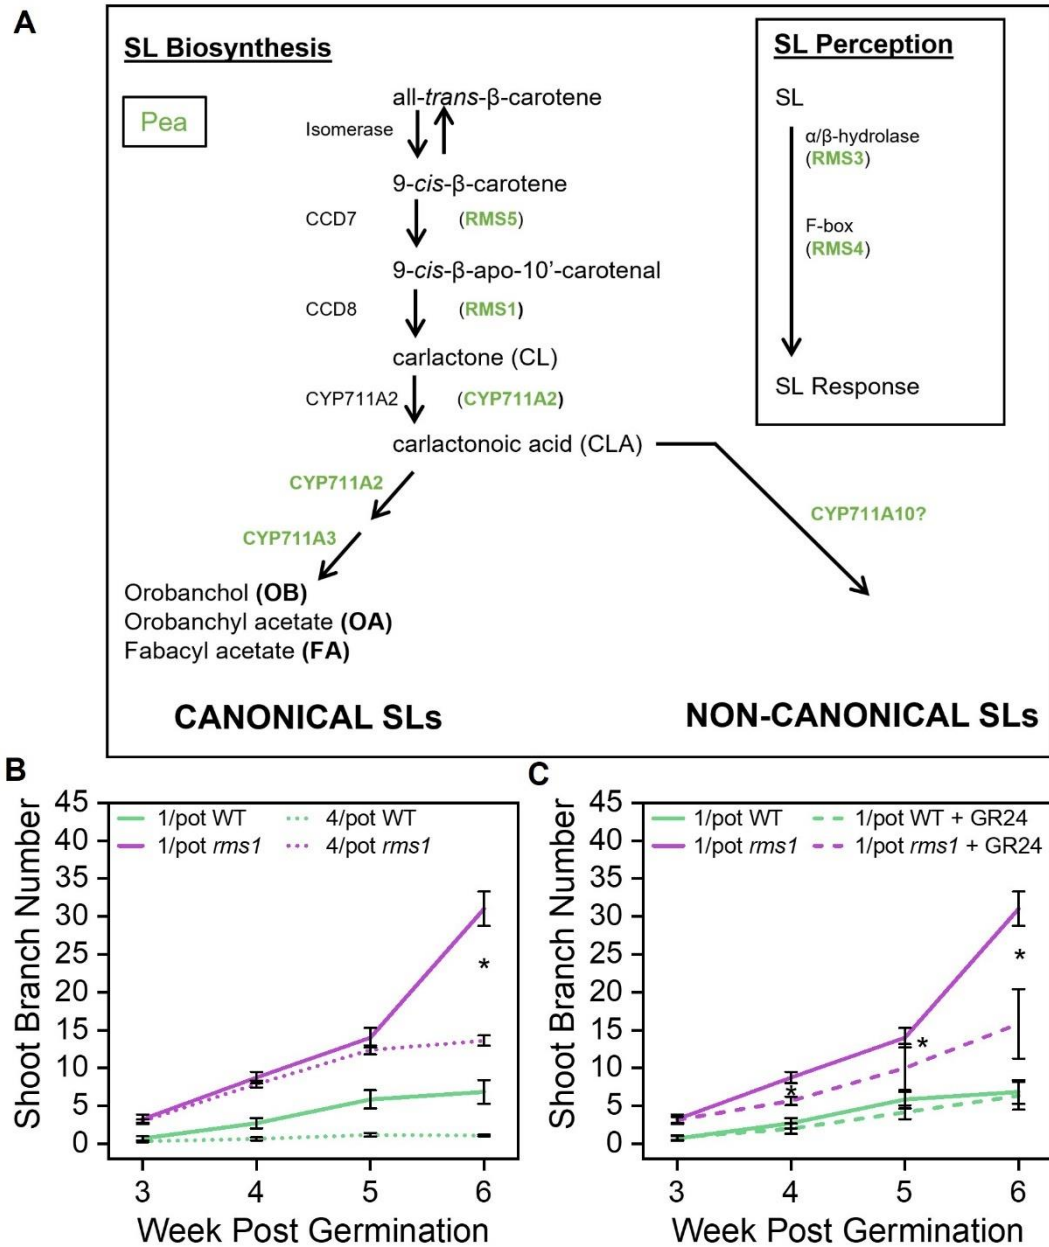 A
SL Biosynthesis
Pea
all-trans-β-carotene
Isomerase
9-cis-β-carotene
CCD7 (RMS5)
9-cis-β-apo-10’-carotenal
CCD8 (RMS1)
carlactone (CL)
CYP711A2 (CYP711A2)
carlactonoic acid (CLA)
CYP711A2
CYP711A3
CYP711A10?
Orobanchol (OB)
Orobanchyl acetate (OA)
Fabacyl acetate (FA)
CANONICAL SLs
NON-CANONICAL SLs
SL Perception
SL
α/β-hydrolase
(RMS3)
F-box
(RMS4)
SL Response
B
Shoot Branch Number
45
40
35
30
25
20
15
10
5
0
1/pot WT 4/pot WT
1/pot rms1 4/pot rms1
*
3 4 5 6
Week Post Germination
C
Shoot Branch Number
45
40
35
30
25
20
15
10
5
0
1/pot WT 1/pot WT + GR24
1/pot rms1 1/pot rms1 + GR24
*
*
*
3 4 5 6
Week Post Germination